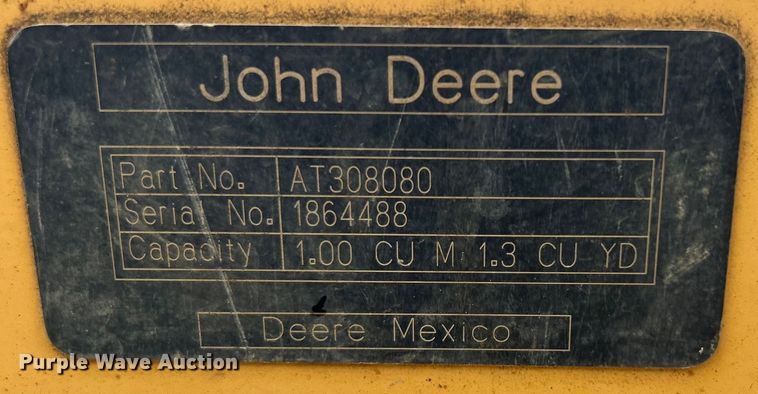 John Deere
Part No. AT308080
Serial No. 1864488
Capacity 1.00 CU M 1.3 CU YD
Deere Mexico
Purple Wave Auction